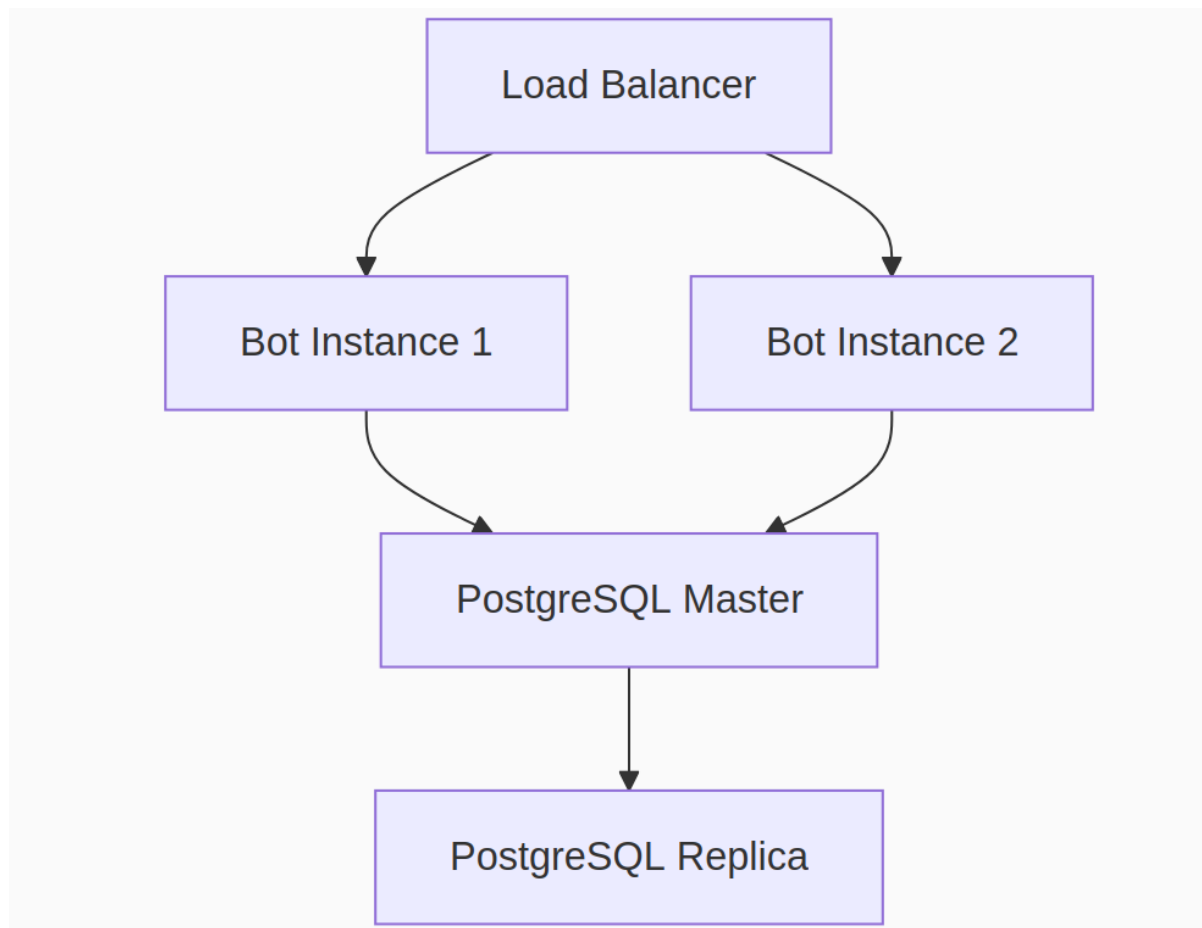 Load Balancer
Bot Instance 1
Bot Instance 2
PostgreSQL Master
PostgreSQL Replica